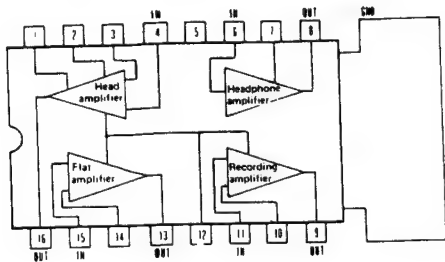 IN IN OUT GND
1 2 3 4 5 6 7 8
Head amplifier
Headphone amplifier
Flat amplifier
Recording amplifier
16 15 14 13 12 11 10 9
OUT IN OUT IN OUT